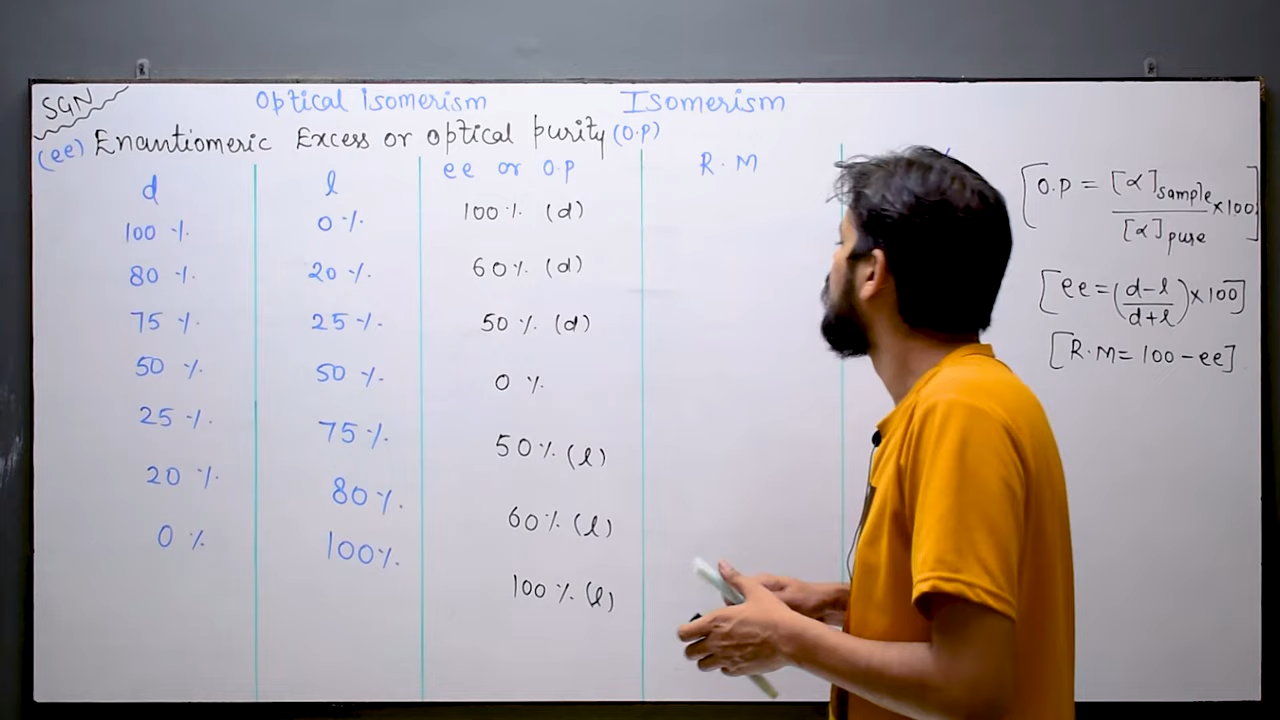 SGN
Optical Isomerism Isomerism
(ee) Enantiomeric Excess or optical purity (O.P)
d l ee or O.P R.M
100 % 0 % 100 % (d)
80 % 20 % 60 % (d)
75 % 25 % 50 % (d)
50 % 50 % 0 %
25 % 75 % 50 % (l)
20 % 80 % 60 % (l)
0 % 100 % 100 % (l)
[O.P = [α]sample / [α]pure ×100]
[ee = (d-l / d+l) ×100]
[R.M = 100 - ee]